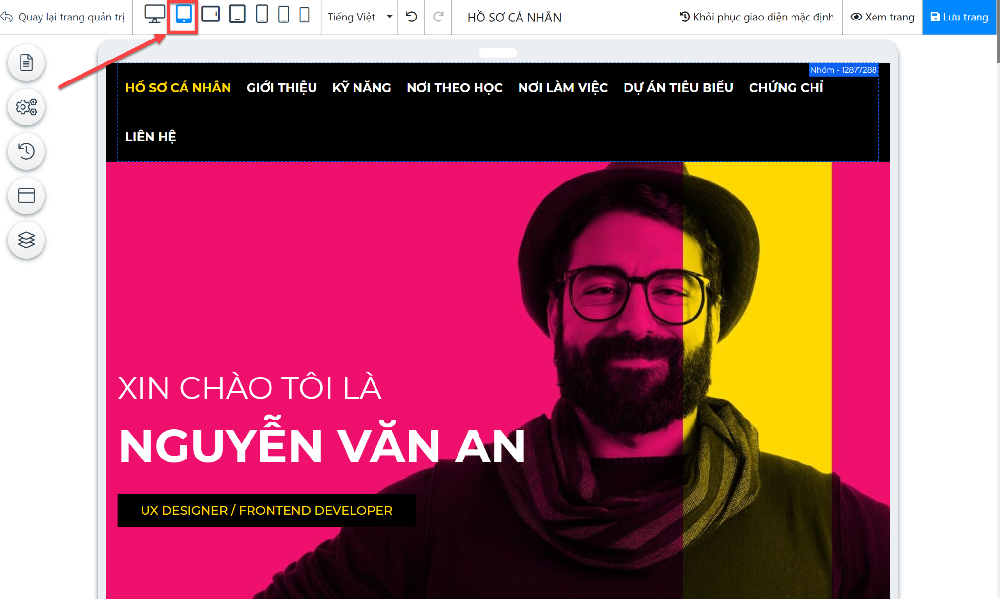 Quay lại trang quản trị
Tiếng Việt
HỒ SƠ CÁ NHÂN
Khôi phục giao diện mặc định
Xem trang
Lưu trang
Nhóm - 12877288
HỒ SƠ CÁ NHÂN GIỚI THIỆU KỸ NĂNG NƠI THEO HỌC NƠI LÀM VIỆC DỰ ÁN TIÊU BIỂU CHỨNG CHỈ
LIÊN HỆ
XIN CHÀO TÔI LÀ
NGUYỄN VĂN AN
UX DESIGNER / FRONTEND DEVELOPER